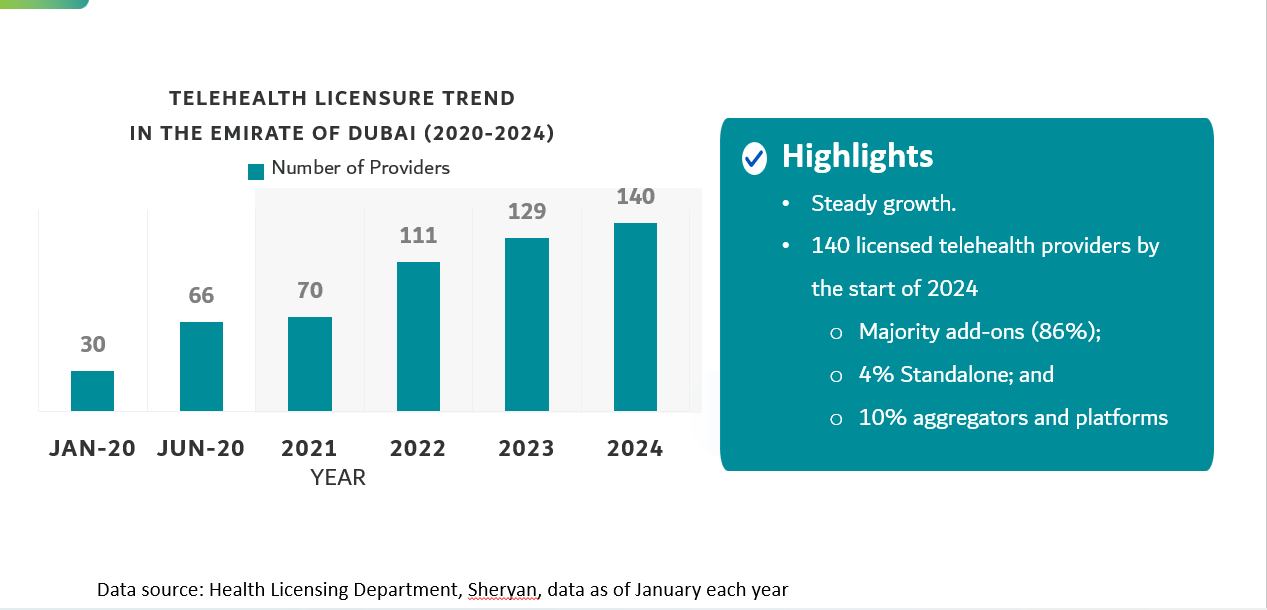 TELEHEALTH LICENSURE TREND
IN THE EMIRATE OF DUBAI (2020-2024)
Number of Providers
30
66
70
111
129
140
JAN-20
JUN-20
2021
2022
2023
2024
YEAR
Highlights
• Steady growth.
• 140 licensed telehealth providers by
the start of 2024
o Majority add-ons (86%);
o 4% Standalone; and
o 10% aggregators and platforms
Data source: Health Licensing Department, Sheryan, data as of January each year